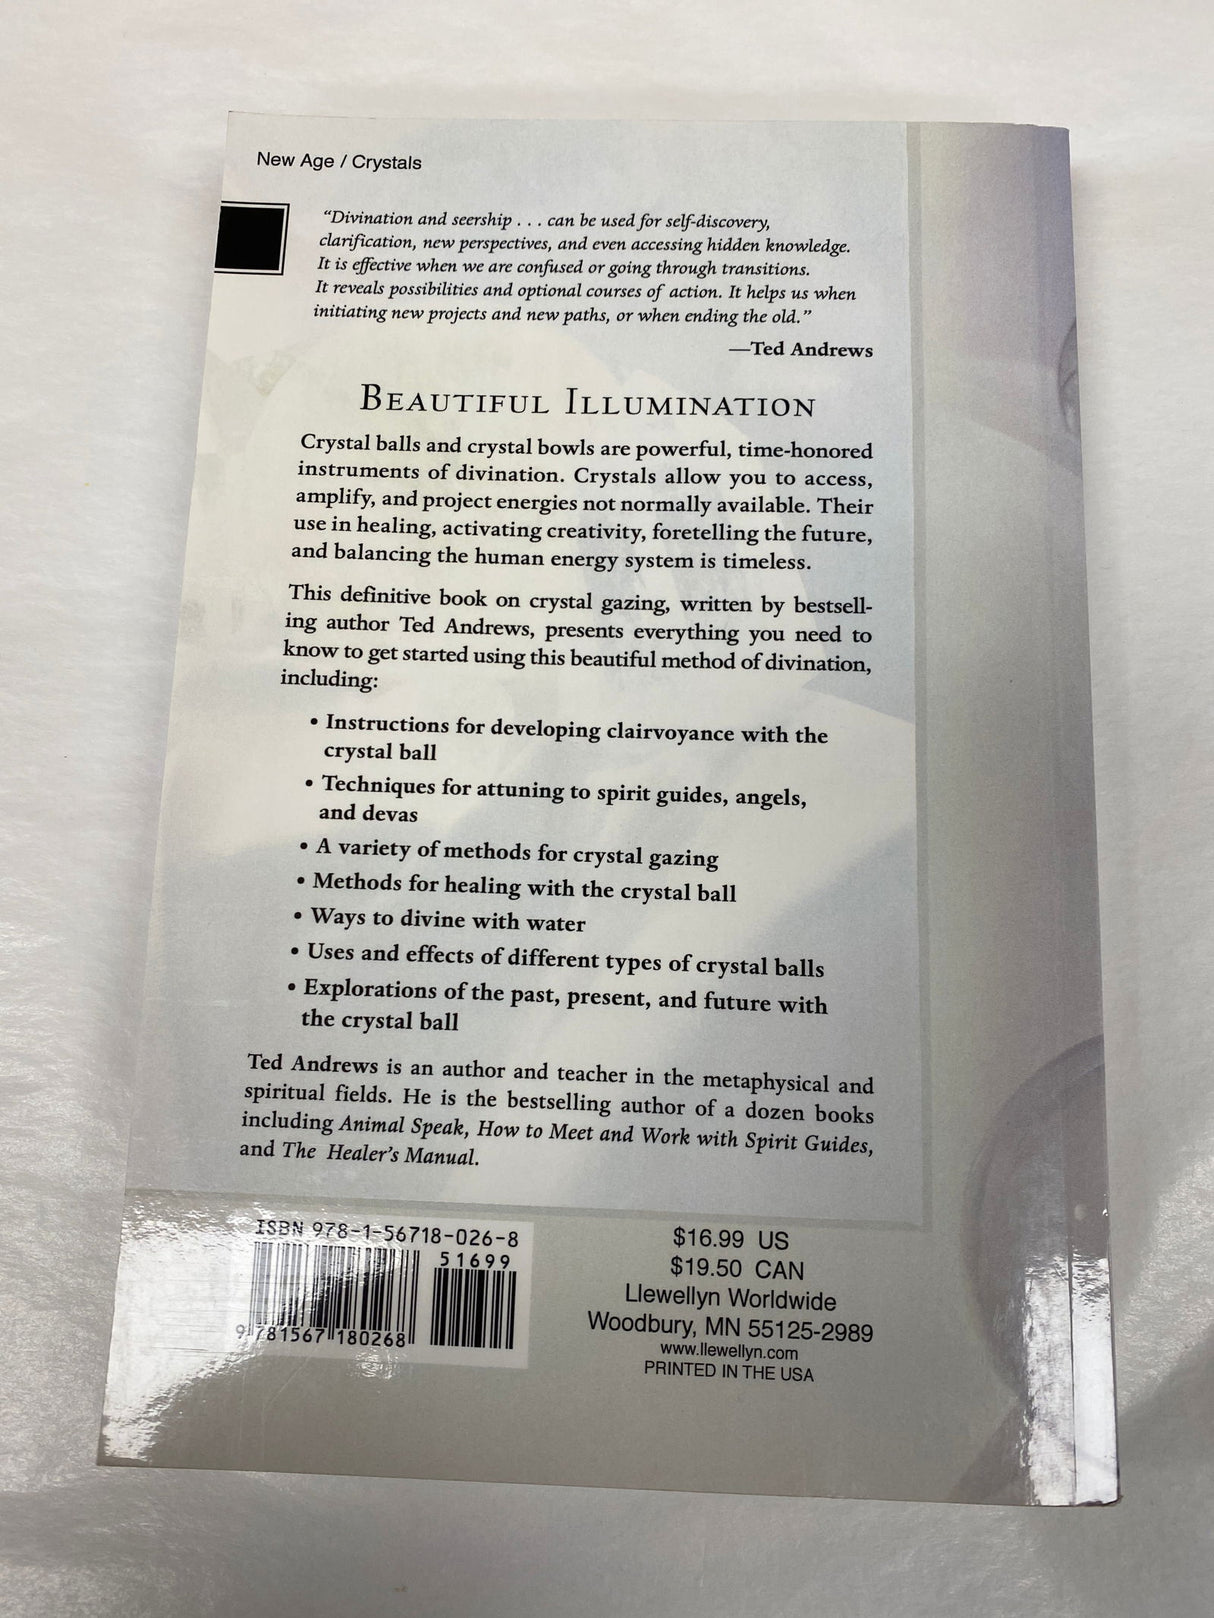 New Age / Crystals
“Divination and seership . . . can be used for self-discovery,
clarification, new perspectives, and even accessing hidden knowledge.
It is effective when we are confused or going through transitions.
It reveals possibilities and optional courses of action. It helps us when
initiating new projects and new paths, or when ending the old.”
—Ted Andrews
BEAUTIFUL ILLUMINATION
Crystal balls and crystal bowls are powerful, time-honored
instruments of divination. Crystals allow you to access,
amplify, and project energies not normally available. Their
use in healing, activating creativity, foretelling the future,
and balancing the human energy system is timeless.
This definitive book on crystal gazing, written by bestsell-
ing author Ted Andrews, presents everything you need to
know to get started using this beautiful method of divination,
including:
• Instructions for developing clairvoyance with the
crystal ball
• Techniques for attuning to spirit guides, angels,
and devas
• A variety of methods for crystal gazing
• Methods for healing with the crystal ball
• Ways to divine with water
• Uses and effects of different types of crystal balls
• Explorations of the past, present, and future with
the crystal ball
Ted Andrews is an author and teacher in the metaphysical and
spiritual fields. He is the bestselling author of a dozen books
including Animal Speak, How to Meet and Work with Spirit Guides,
and The Healer’s Manual.
ISBN 978-1-56718-026-8
51699
9 781567 180268
$16.99 US
$19.50 CAN
Llewellyn Worldwide
Woodbury, MN 55125-2989
www.llewellyn.com
PRINTED IN THE USA